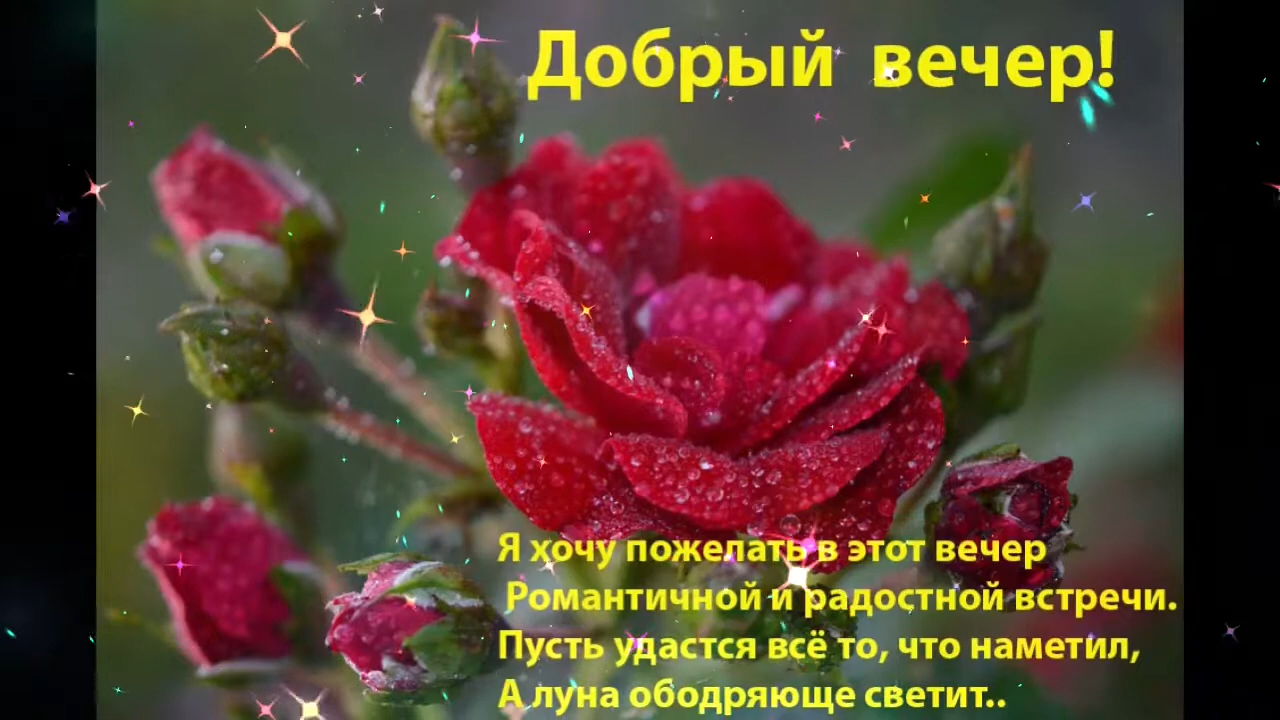 Добрый вечер!
Я хочу пожелать в этот вечер
Романтичной и радостной встречи.
Пусть удастся всё то, что наметил,
А луна ободряюще светит..